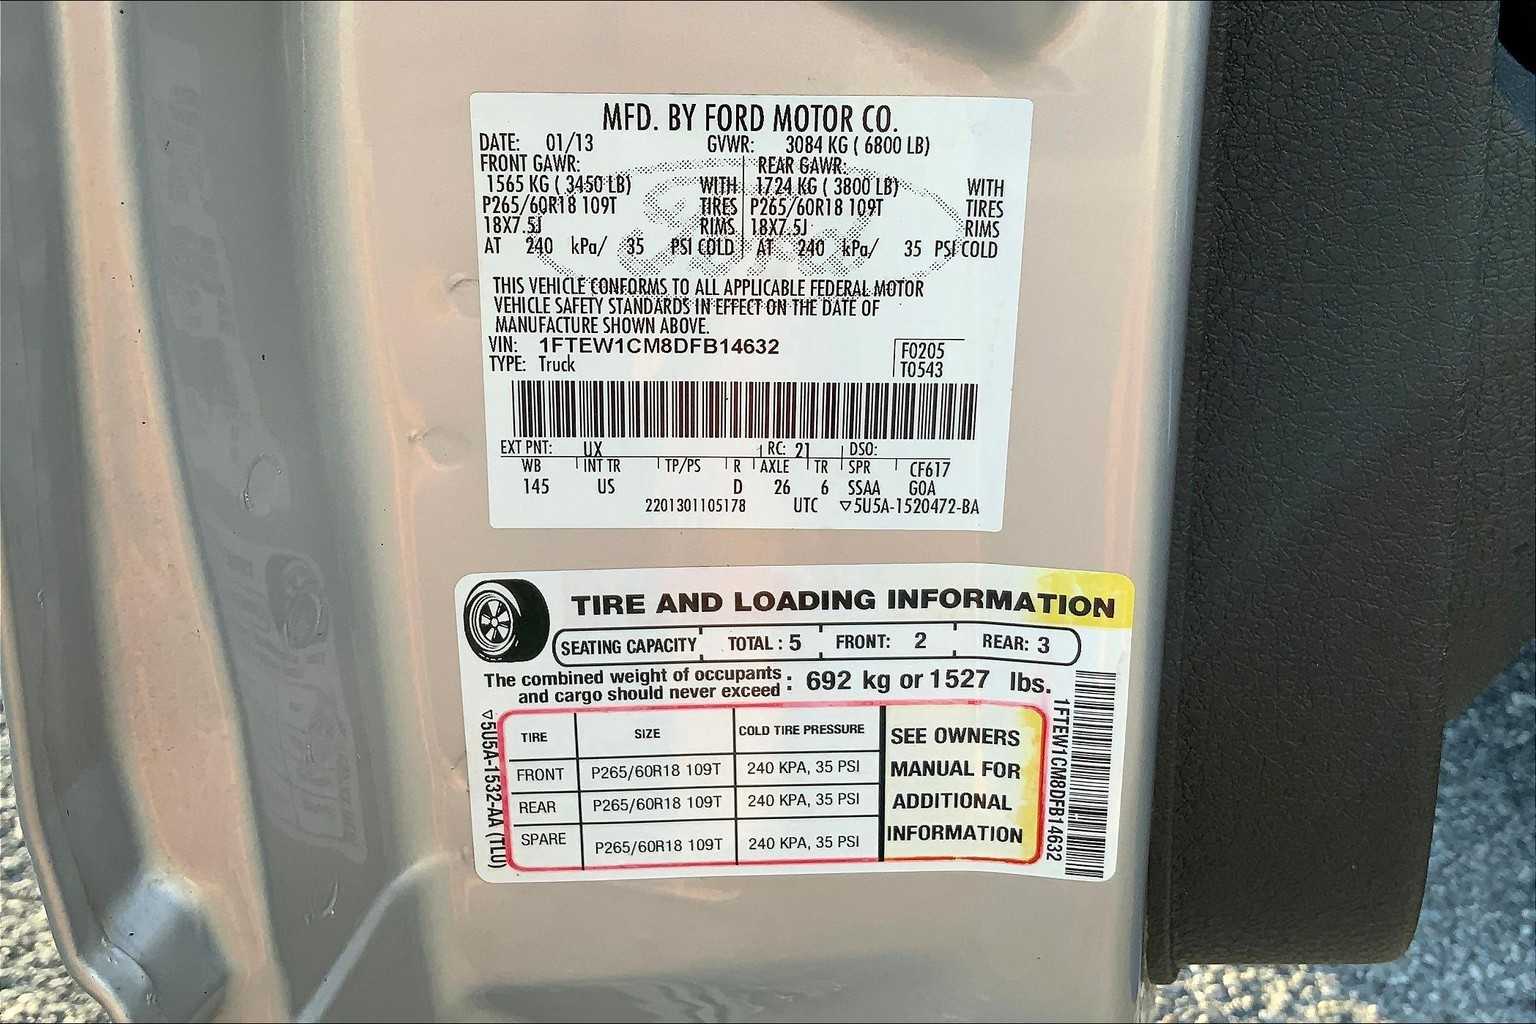 MFD. BY FORD MOTOR CO.
DATE: 01/13 GVWR: 3084 KG ( 6800 LB)
FRONT GAWR: REAR GAWR:
1565 KG ( 3450 LB) WITH 1724 KG ( 3800 LB) WITH
P265/60R18 109T TIRES P265/60R18 109T TIRES
18X7.5J RIMS 18X7.5J RIMS
AT 240 kPa/ 35 PSI COLD AT 240 kPa/ 35 PSI COLD
THIS VEHICLE CONFORMS TO ALL APPLICABLE FEDERAL MOTOR
VEHICLE SAFETY STANDARDS IN EFFECT ON THE DATE OF
MANUFACTURE SHOWN ABOVE.
VIN: 1FTEW1CM8DFB14632 F0205
TYPE: Truck T0543
EXT PNT: UX RC: 21 DSO:
WB INT TR TP/PS R AXLE TR SPR CF617
145 US D 26 6 SSAA GOA
2201301105178 UTC ▽5U5A-1520472-BA
TIRE AND LOADING INFORMATION
SEATING CAPACITY TOTAL : 5 FRONT: 2 REAR: 3
The combined weight of occupants
and cargo should never exceed : 692 kg or 1527 lbs.
TIRE SIZE COLD TIRE PRESSURE
FRONT P265/60R18 109T 240 KPA, 35 PSI
REAR P265/60R18 109T 240 KPA, 35 PSI
SPARE P265/60R18 109T 240 KPA, 35 PSI
SEE OWNERS
MANUAL FOR
ADDITIONAL
INFORMATION
▽5U5A-1532-AA (TLU)
1FTEW1CM8DFB14632